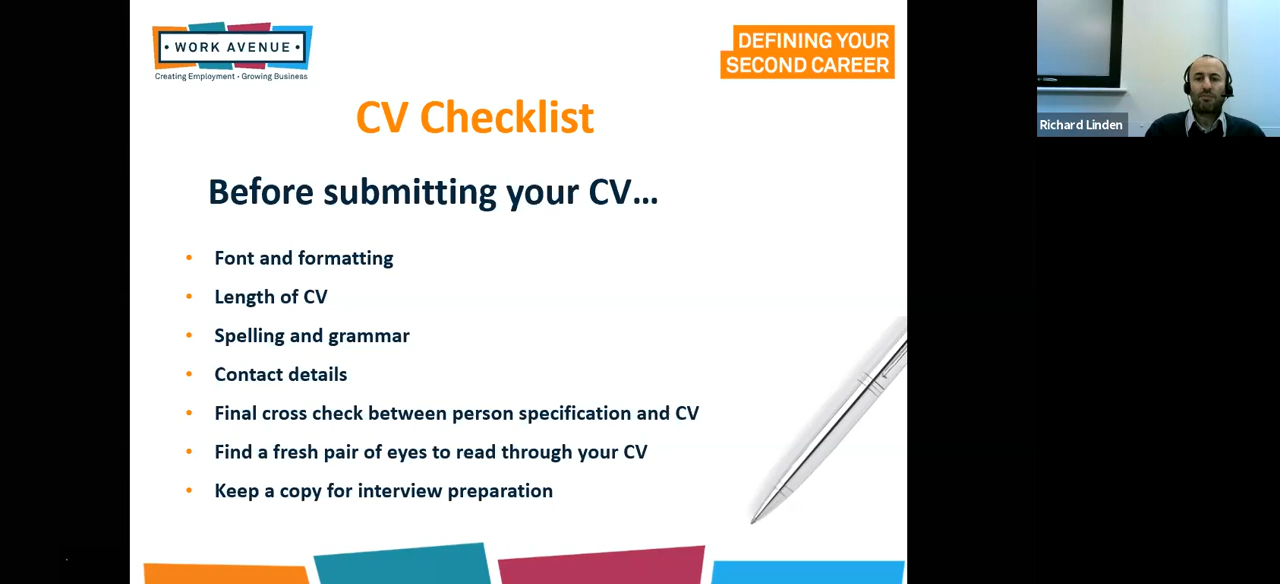 • WORK AVENUE •
Creating Employment • Growing Business
DEFINING YOUR
SECOND CAREER
CV Checklist
Before submitting your CV...
• Font and formatting
• Length of CV
• Spelling and grammar
• Contact details
• Final cross check between person specification and CV
• Find a fresh pair of eyes to read through your CV
• Keep a copy for interview preparation
Richard Linden